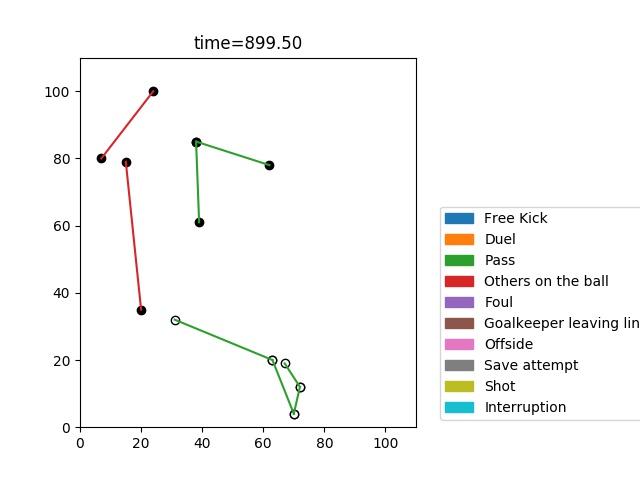 time=899.50
100
80
60
40
20
0
0 20 40 60 80 100
Free Kick
Duel
Pass
Others on the ball
Foul
Goalkeeper leaving lin
Offside
Save attempt
Shot
Interruption